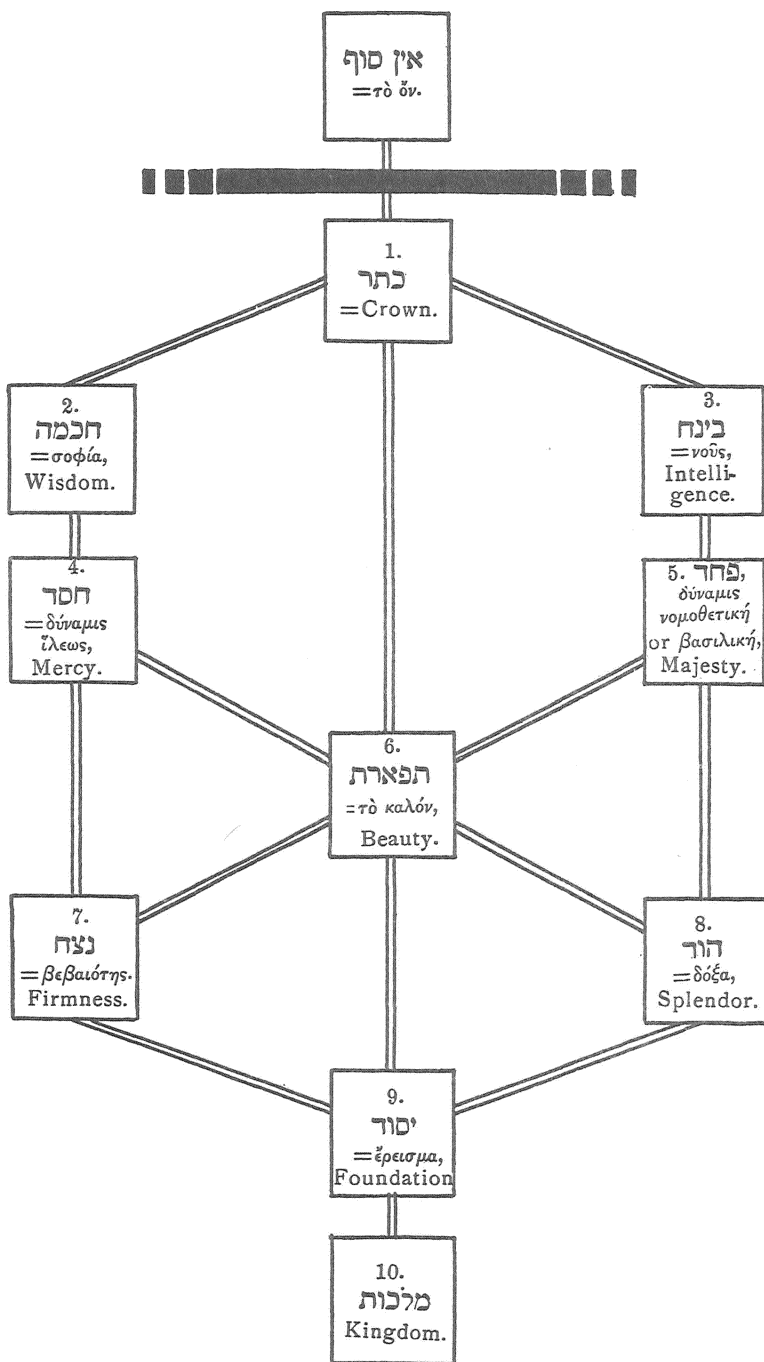 אין סוף
=τὸ ὄν.
1.
כתר
=Crown.
2.
חכמה
=σοφία,
Wisdom.
3.
בינח
=νοῦς,
Intelli-
gence.
4.
חסד
=δύναμις
ἵλεως,
Mercy.
5. פחד,
δύναμις
νομοθετική
or βασιλική,
Majesty.
6.
תפארת
=τὸ καλόν,
Beauty.
7.
נצח
=βεβαιότης.
Firmness.
8.
הור
=δόξα,
Splendor.
9.
יסוד
=ἔρεισμα,
Foundation
10.
מלכות
Kingdom.